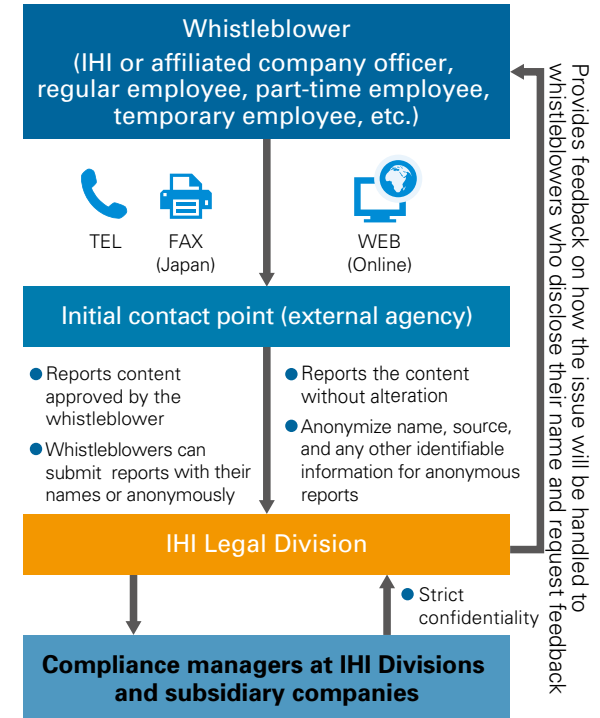 Whistleblower
(IHI or affiliated company officer,
regular employee, part-time employee,
temporary employee, etc.)
TEL
FAX
(Japan)
WEB
(Online)
Initial contact point (external agency)
● Reports content
approved by the
whistleblower
● Whistleblowers can
submit reports with their
names or anonymously
● Reports the content
without alteration
● Anonymize name, source,
and any other identifiable
information for anonymous
reports
IHI Legal Division
● Strict
confidentiality
Compliance managers at IHI Divisions
and subsidiary companies
Provides feedback on how the issue will be handled to
whistleblowers who disclose their name and request feedback